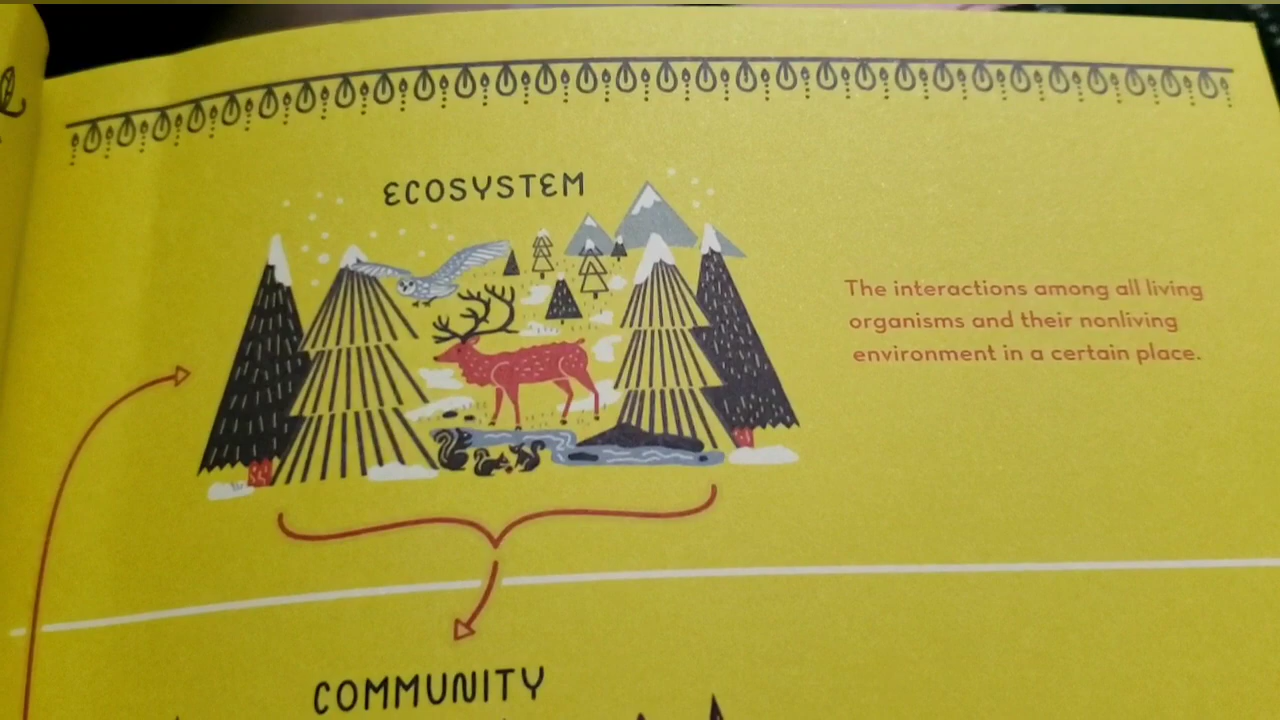 ECOSYSTEM
The interactions among all living
organisms and their nonliving
environment in a certain place.
COMMUNITY